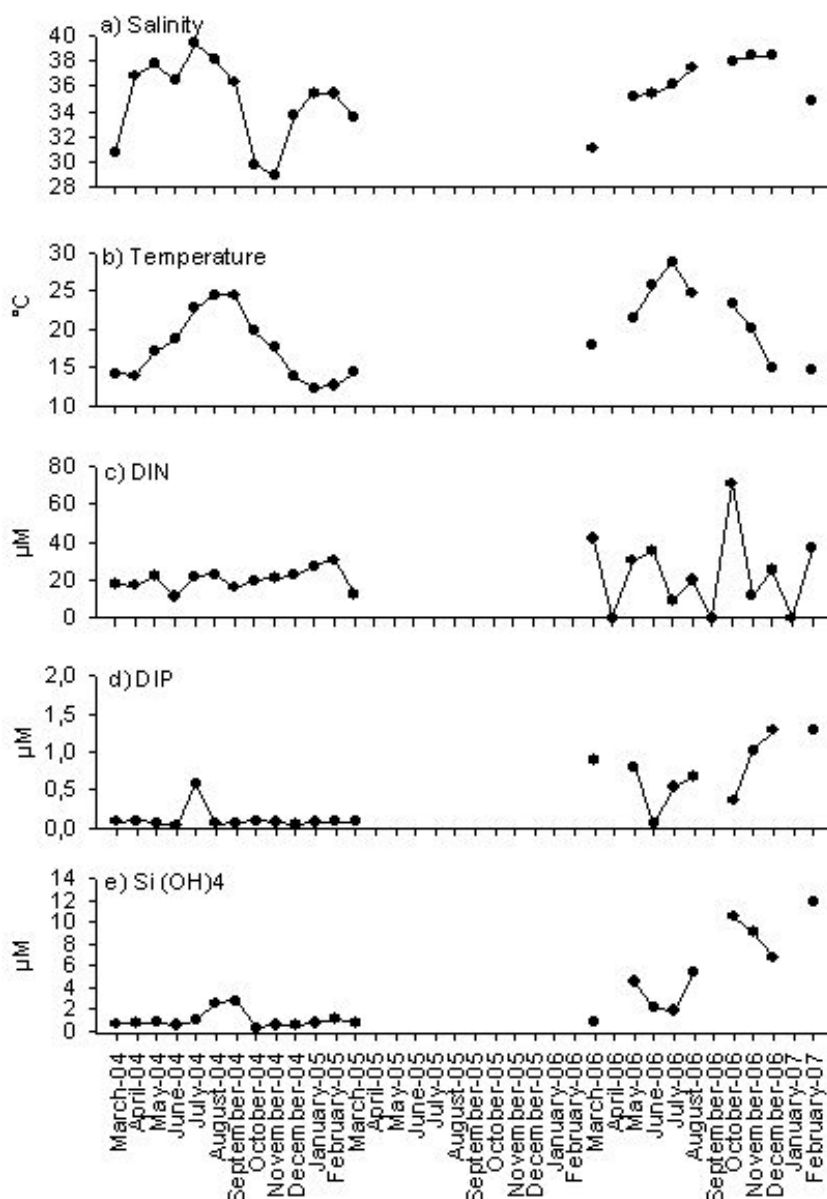 a) Salinity
40
38
36
34
32
30
28
b) Temperature
30
25
20
15
10
°C
c) DIN
80
60
40
20
0
µM
d) DIP
2,0
1,5
1,0
0,5
0,0
µM
e) Si (OH)4
14
12
10
8
6
4
2
0
µM
March-04
April-04
May-04
June-04
July-04
August-04
September-04
October-04
November-04
December-04
January-05
February-05
March-05
April-05
May-05
June-05
July-05
August-05
September-05
October-05
November-05
December-05
January-06
February-06
March-06
April-06
May-06
June-06
July-06
August-06
September-06
October-06
November-06
December-06
January-07
February-07